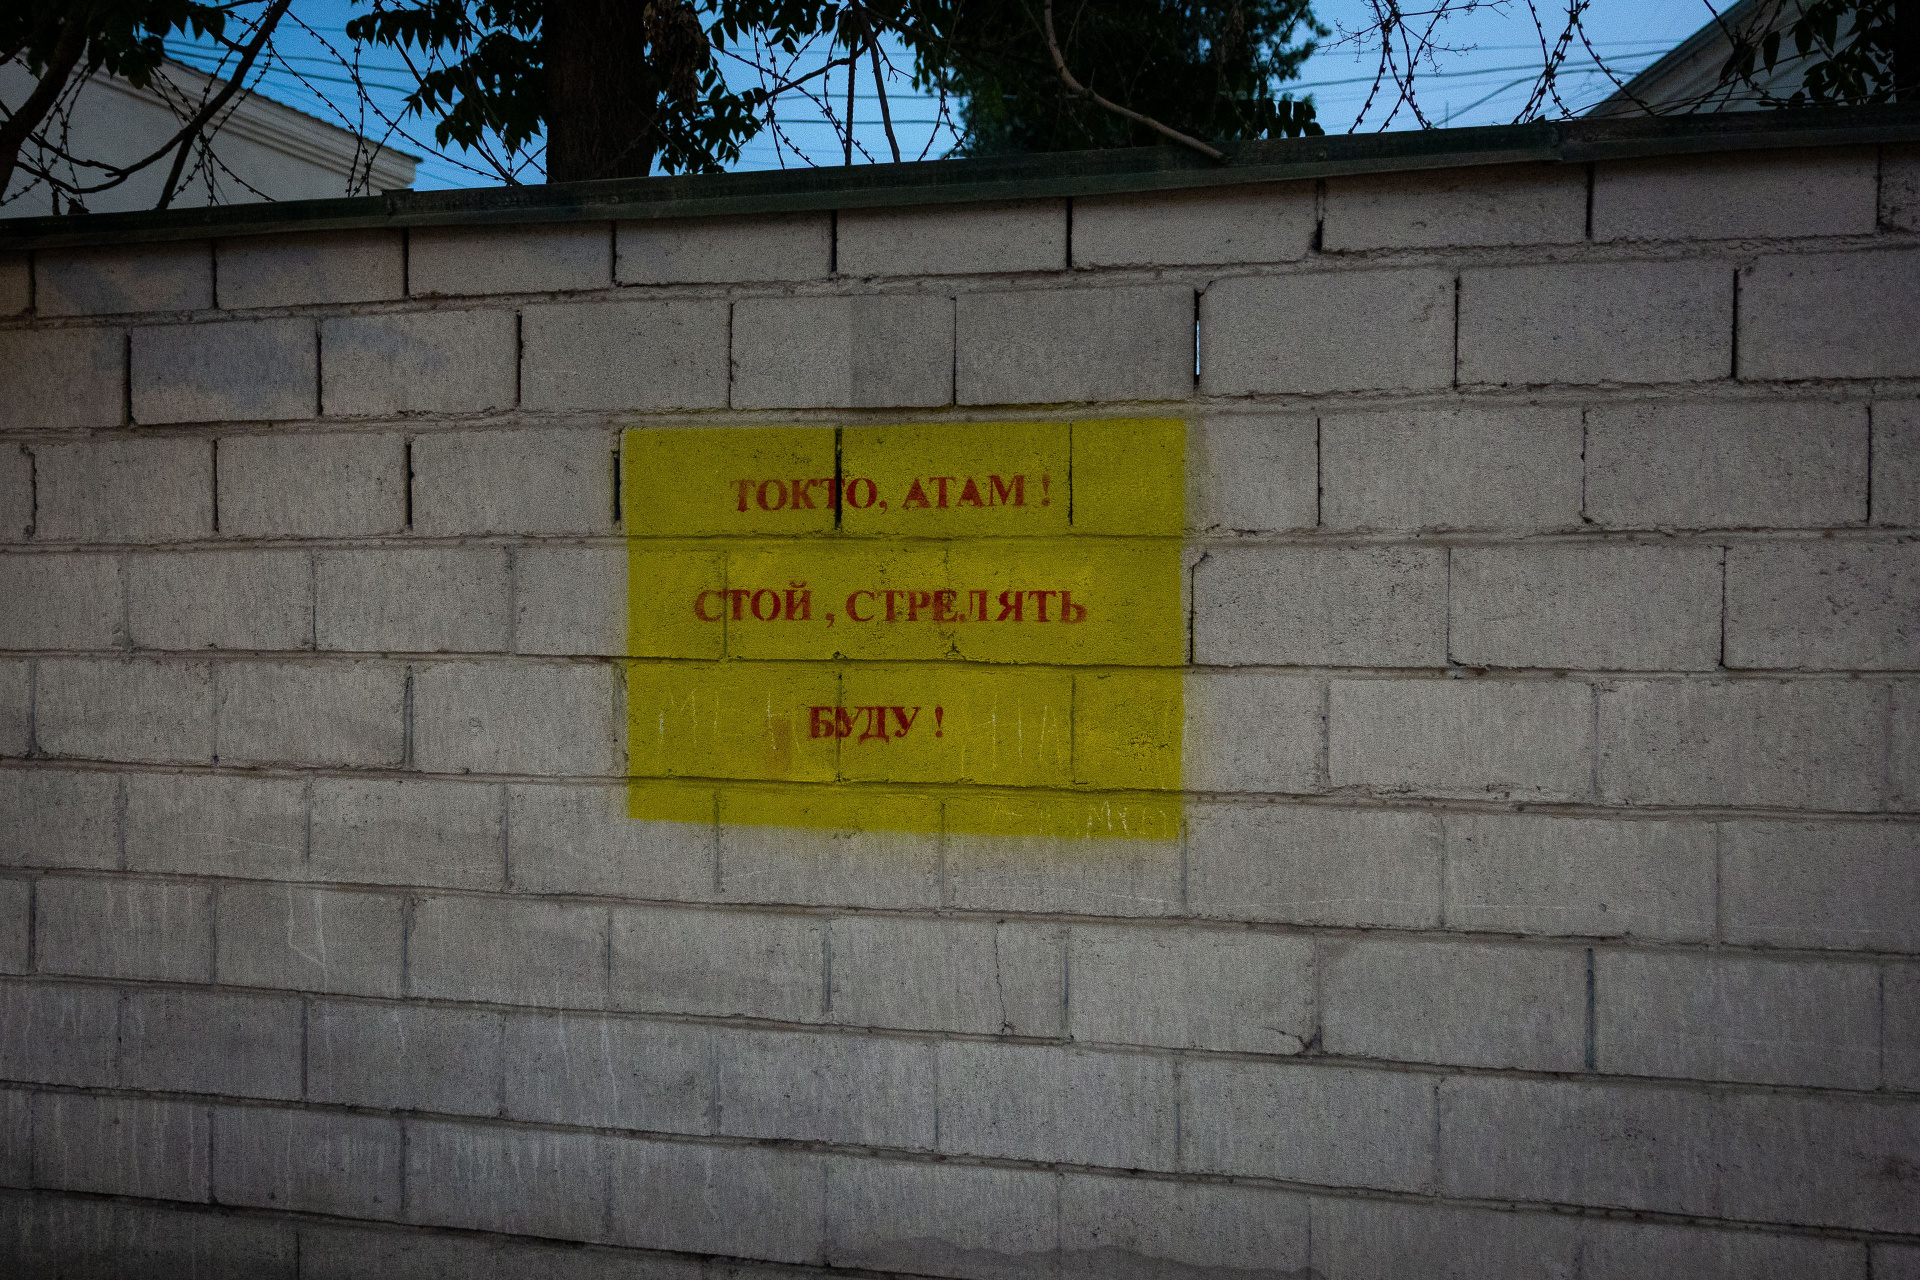 ТОКТО, АТАМ !
СТОЙ , СТРЕЛЯТЬ
БУДУ !